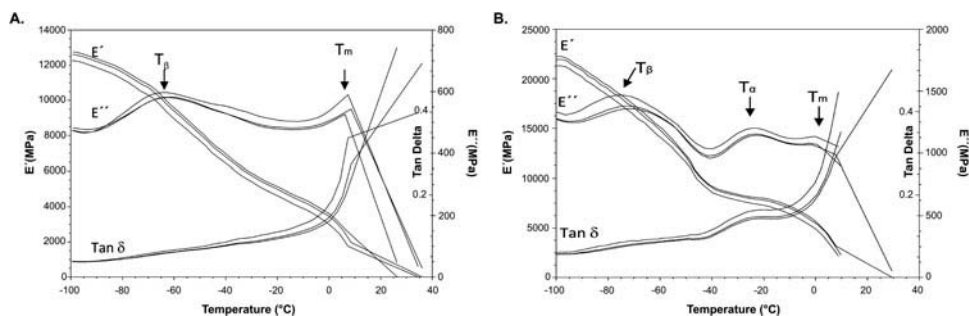 A.
14000
12000
10000
8000
6000
4000
2000
0
E´(MPa)
E´
E´´
Tan δ
Tβ
Tm
800
600
400
200
0
0.4
0.2
Tan Delta
E´´(MPa)
-100 -80 -60 -40 -20 0 20 40
Temperature (°C)
B.
25000
20000
15000
10000
5000
0
E´(MPa)
E´
E´´
Tan δ
Tβ
Tα
Tm
2000
1500
1000
500
0
0.4
0.2
Tan Delta
E´´(MPa)
-100 -80 -60 -40 -20 0 20 40
Temperature (°C)